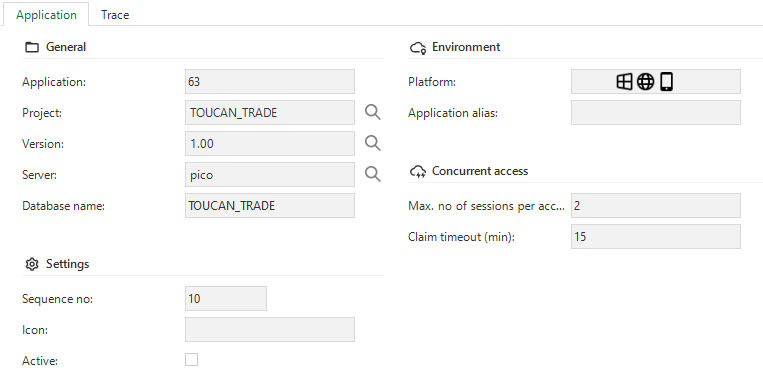 Application Trace
General
Application: 63
Project: TOUCAN_TRADE
Version: 1.00
Server: pico
Database name: TOUCAN_TRADE
Settings
Sequence no: 10
Icon:
Active:
Environment
Platform:
Application alias:
Concurrent access
Max. no of sessions per acc... 2
Claim timeout (min): 15